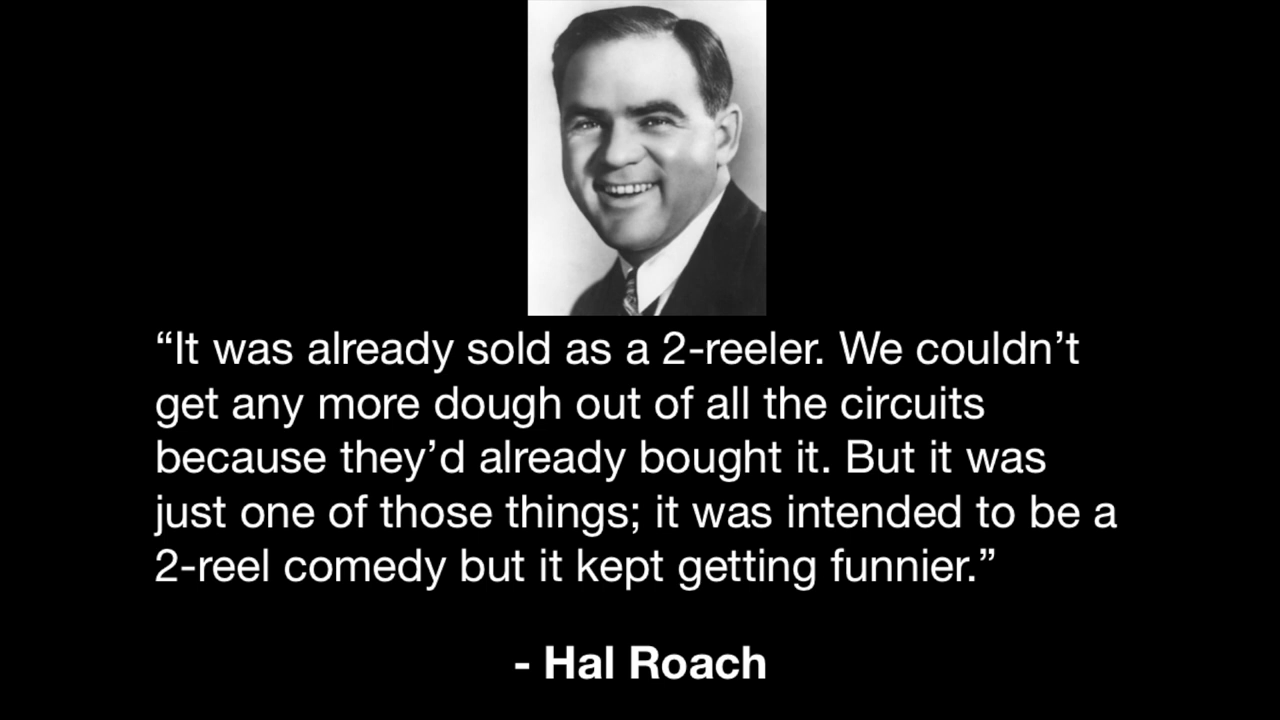 “It was already sold as a 2-reeler. We couldn’t
get any more dough out of all the circuits
because they’d already bought it. But it was
just one of those things; it was intended to be a
2-reel comedy but it kept getting funnier.”
- Hal Roach